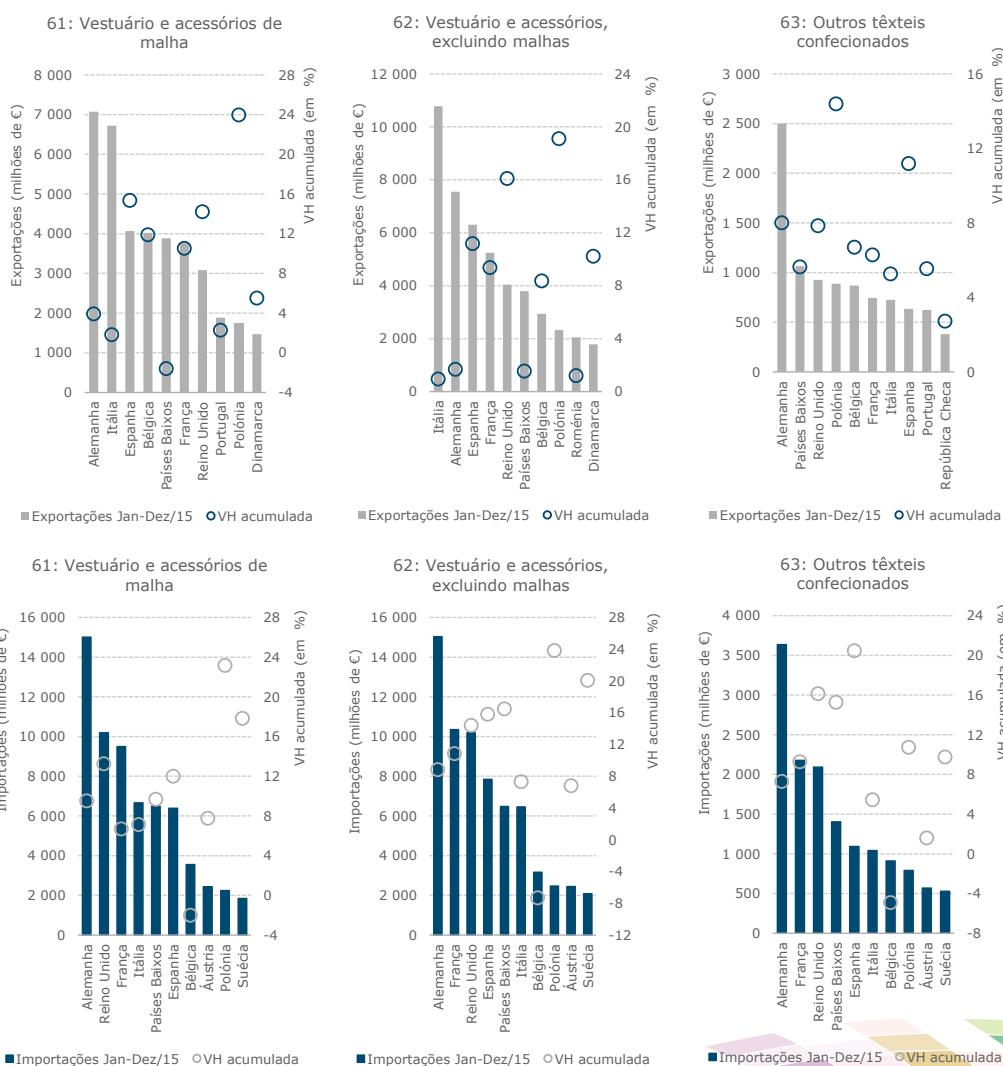 61: Vestuário e acessórios de
malha
8 000
7 000
6 000
5 000
4 000
3 000
2 000
1 000
0
28
24
20
16
12
8
4
0
-4
Exportações (milhões de €)
VH acumulada (em %)
Alemanha
Itália
Espanha
Bélgica
Países Baixos
França
Reino Unido
Portugal
Polónia
Dinamarca
Exportações Jan-Dez/15
VH acumulada
62: Vestuário e acessórios,
excluindo malhas
12 000
10 000
8 000
6 000
4 000
2 000
0
24
20
16
12
8
4
0
Exportações (milhões de €)
VH acumulada (em %)
Itália
Alemanha
Espanha
França
Reino Unido
Países Baixos
Bélgica
Polónia
Roménia
Dinamarca
Exportações Jan-Dez/15
VH acumulada
63: Outros têxteis
confecionados
3 000
2 500
2 000
1 500
1 000
500
0
16
12
8
4
0
Exportações (milhões de €)
VH acumulada (em %)
Alemanha
Países Baixos
Reino Unido
Polónia
Bélgica
França
Itália
Espanha
Portugal
República Checa
Exportações Jan-Dez/15
VH acumulada
61: Vestuário e acessórios de
malha
16 000
14 000
12 000
10 000
8 000
6 000
4 000
2 000
0
28
24
20
16
12
8
4
0
-4
Importações (milhões de €)
VH acumulada (em %)
Alemanha
Reino Unido
França
Itália
Países Baixos
Espanha
Bélgica
Áustria
Polónia
Suécia
Importações Jan-Dez/15
VH acumulada
62: Vestuário e acessórios,
excluindo malhas
16 000
14 000
12 000
10 000
8 000
6 000
4 000
2 000
0
28
24
20
16
12
8
4
0
-4
-8
-12
Importações (milhões de €)
VH acumulada (em %)
Alemanha
França
Reino Unido
Espanha
Países Baixos
Itália
Bélgica
Polónia
Áustria
Suécia
Importações Jan-Dez/15
VH acumulada
63: Outros têxteis
confecionados
4 000
3 500
3 000
2 500
2 000
1 500
1 000
500
0
24
20
16
12
8
4
0
-4
-8
Importações (milhões de €)
VH acumulada (em %)
Alemanha
França
Reino Unido
Países Baixos
Espanha
Itália
Bélgica
Polónia
Áustria
Suécia
Importações Jan-Dez/15
VH acumulada